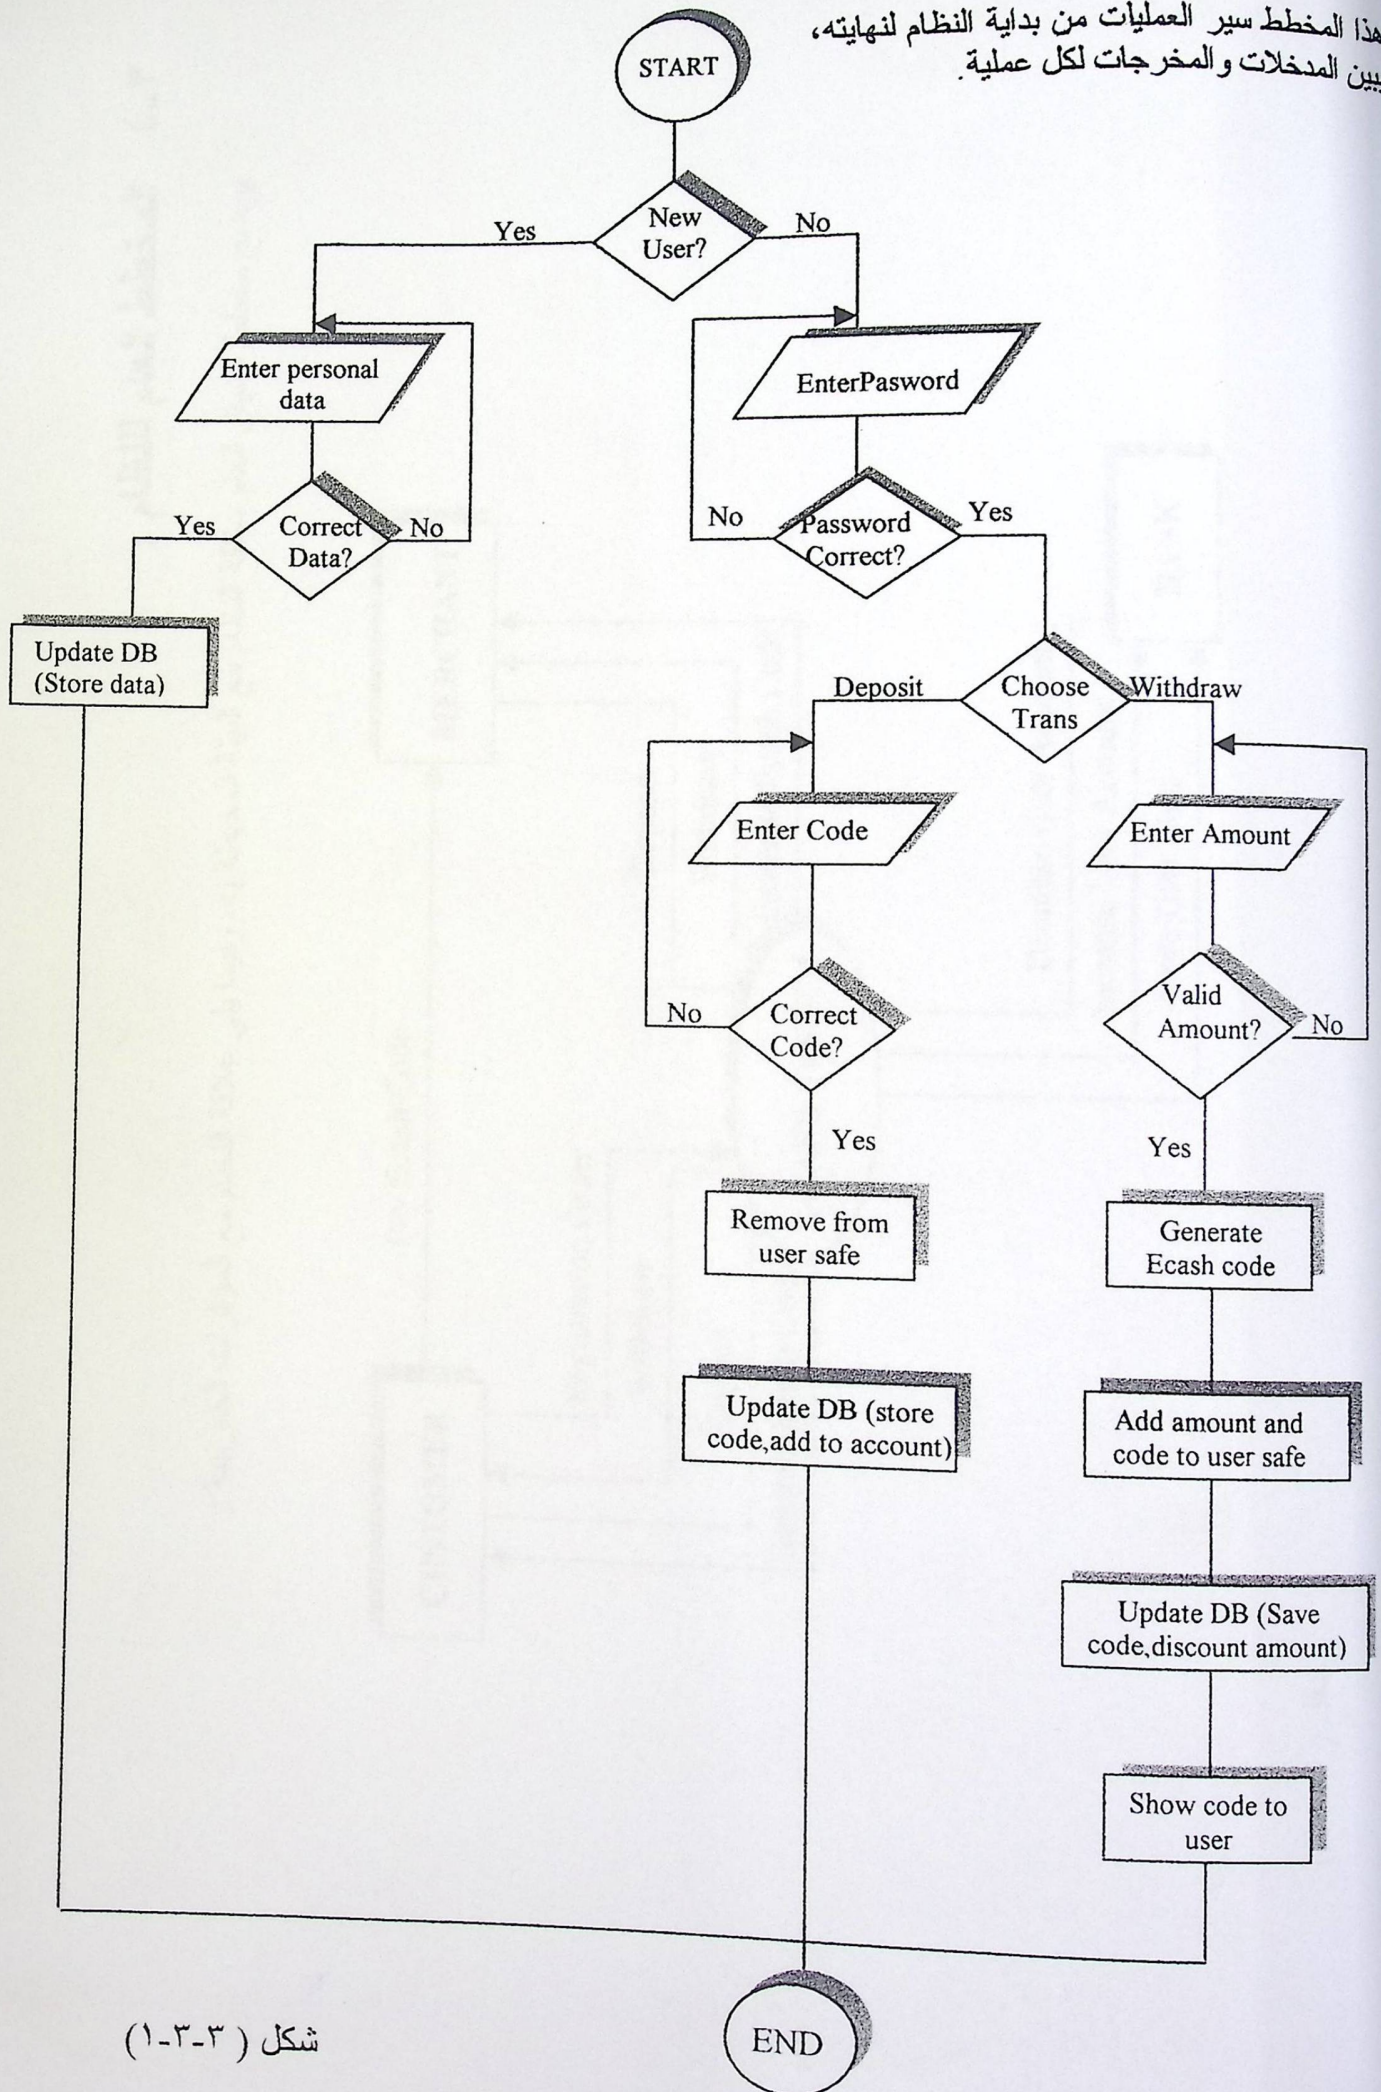 هذا المخطط سير العمليات من بداية النظام لنهايته،
يبين المدخلات والمخرجات لكل عملية.
START
New
User?
Yes
No
Enter personal
data
EnterPasword
Correct
Data?
Yes
No
Password
Correct?
No
Yes
Update DB
(Store data)
Choose
Trans
Deposit
Withdraw
Enter Code
Enter Amount
Correct
Code?
No
Valid
Amount?
No
Yes
Yes
Remove from
user safe
Generate
Ecash code
Update DB (store
code,add to account)
Add amount and
code to user safe
Update DB (Save
code,discount amount)
Show code to
user
END
شكل ( ٣-٣-١)